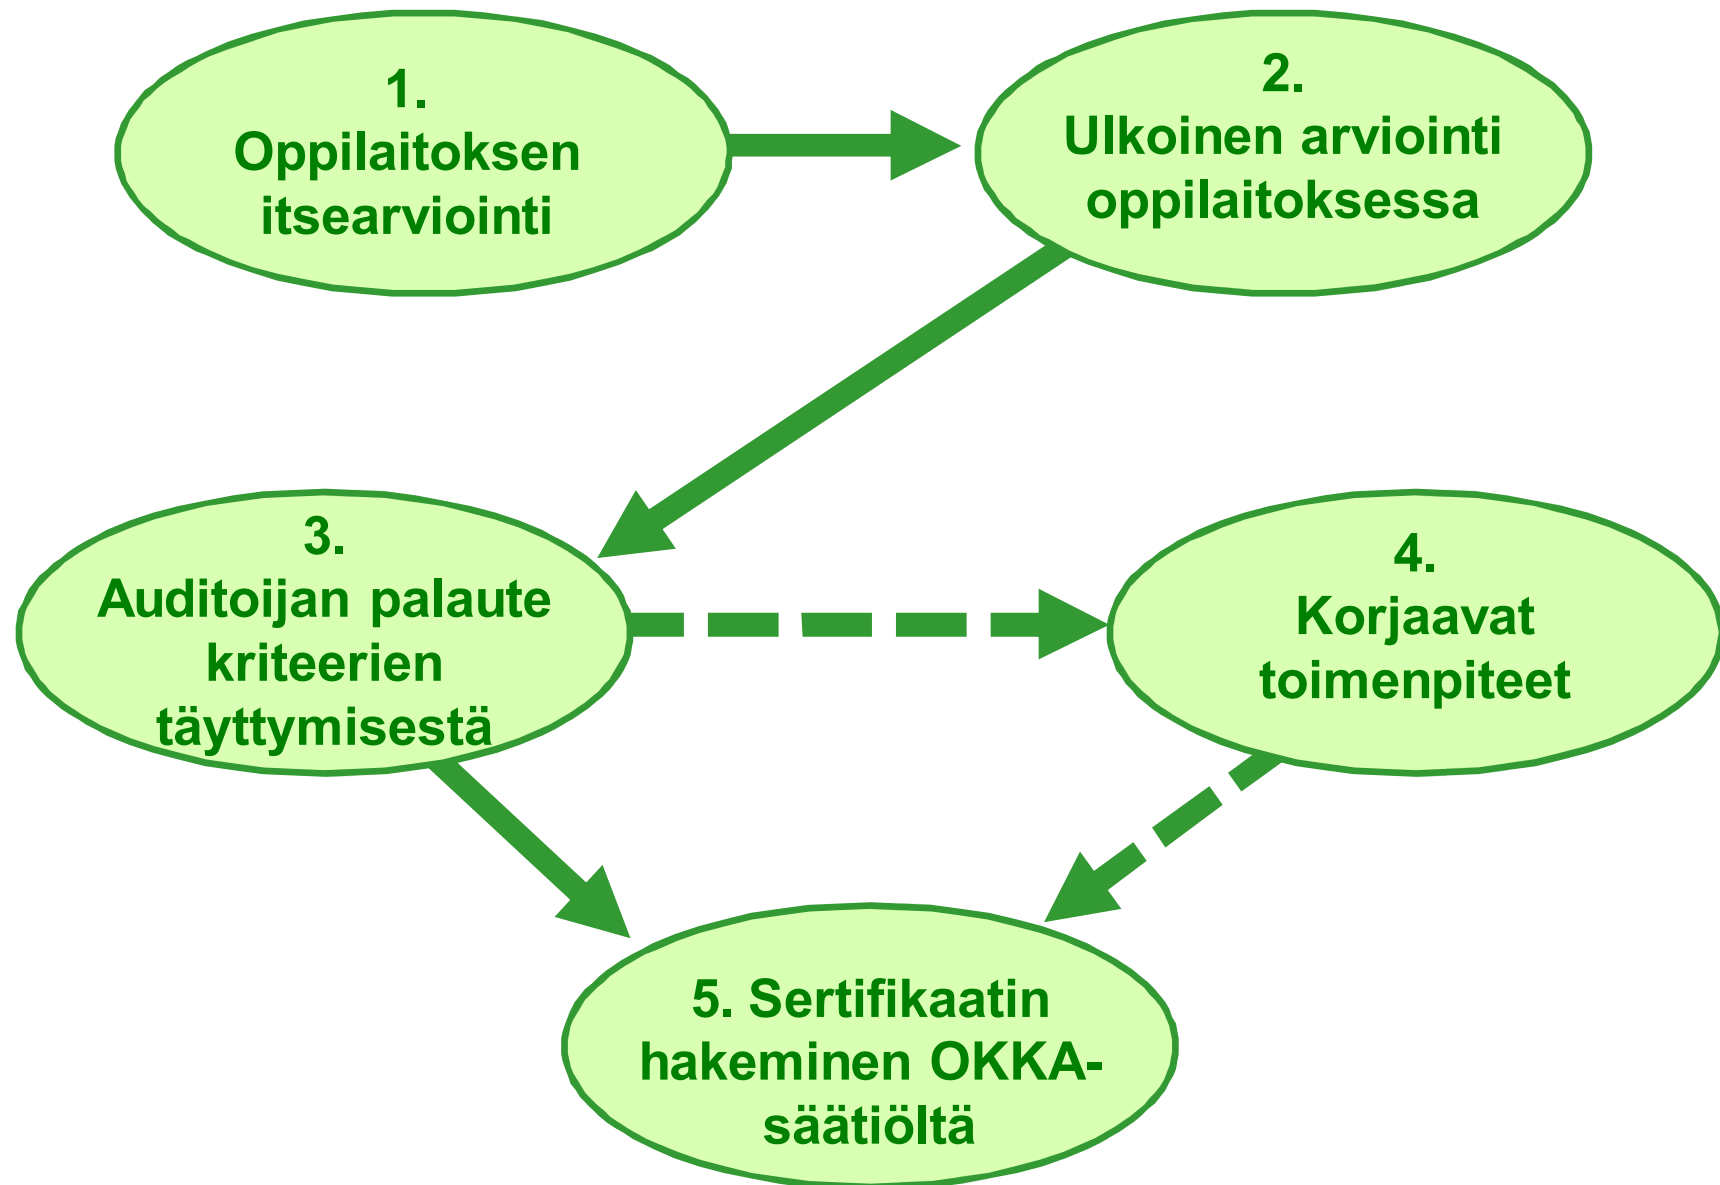 1.
Oppilaitoksen
itsearviointi
2.
Ulkoinen arviointi
oppilaitoksessa
3.
Auditoijan palaute
kriteerien
täyttymisestä
4.
Korjaavat
toimenpiteet
5. Sertifikaatin
hakeminen OKKA-
säätiöltä